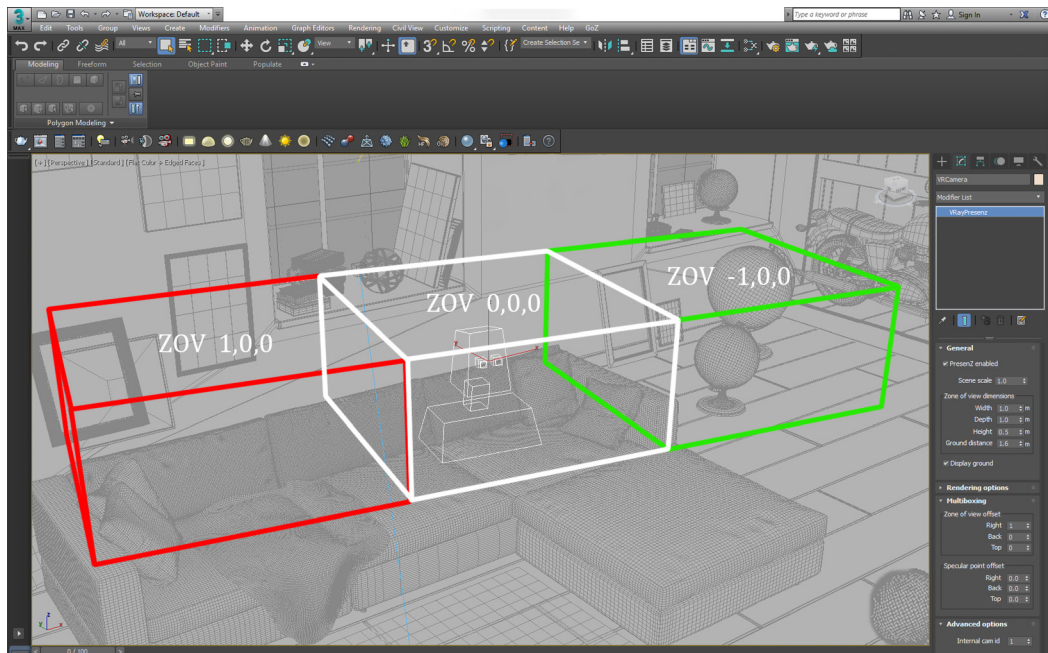 3
MAX
Workspace: Default
Type a keyword or phrase
Sign In
Edit Tools Group Views Create Modifiers Animation Graph Editors Rendering Civil View Customize Scripting Content Help GoZ
All
View
Create Selection Se
Modeling Freeform Selection Object Paint Populate
Polygon Modeling
[+] [Perspective] [Standard] [Flat Color + Edged Faces]
ZOV 1,0,0
ZOV 0,0,0
ZOV -1,0,0
VRCamera
Modifier List
VRayPresenz
General
PresenZ enabled
Scene scale 1.0
Zone of view dimensions
Width 1.0 m
Depth 1.0 m
Height 0.5 m
Ground distance 1.6 m
Display ground
Rendering options
Multiboxing
Zone of view offset
Right 1
Back 0
Top 0
Specular point offset
Right 0.0
Back 0.0
Top 0.0
Advanced options
Internal cam id 1
z
y
x
0 / 100